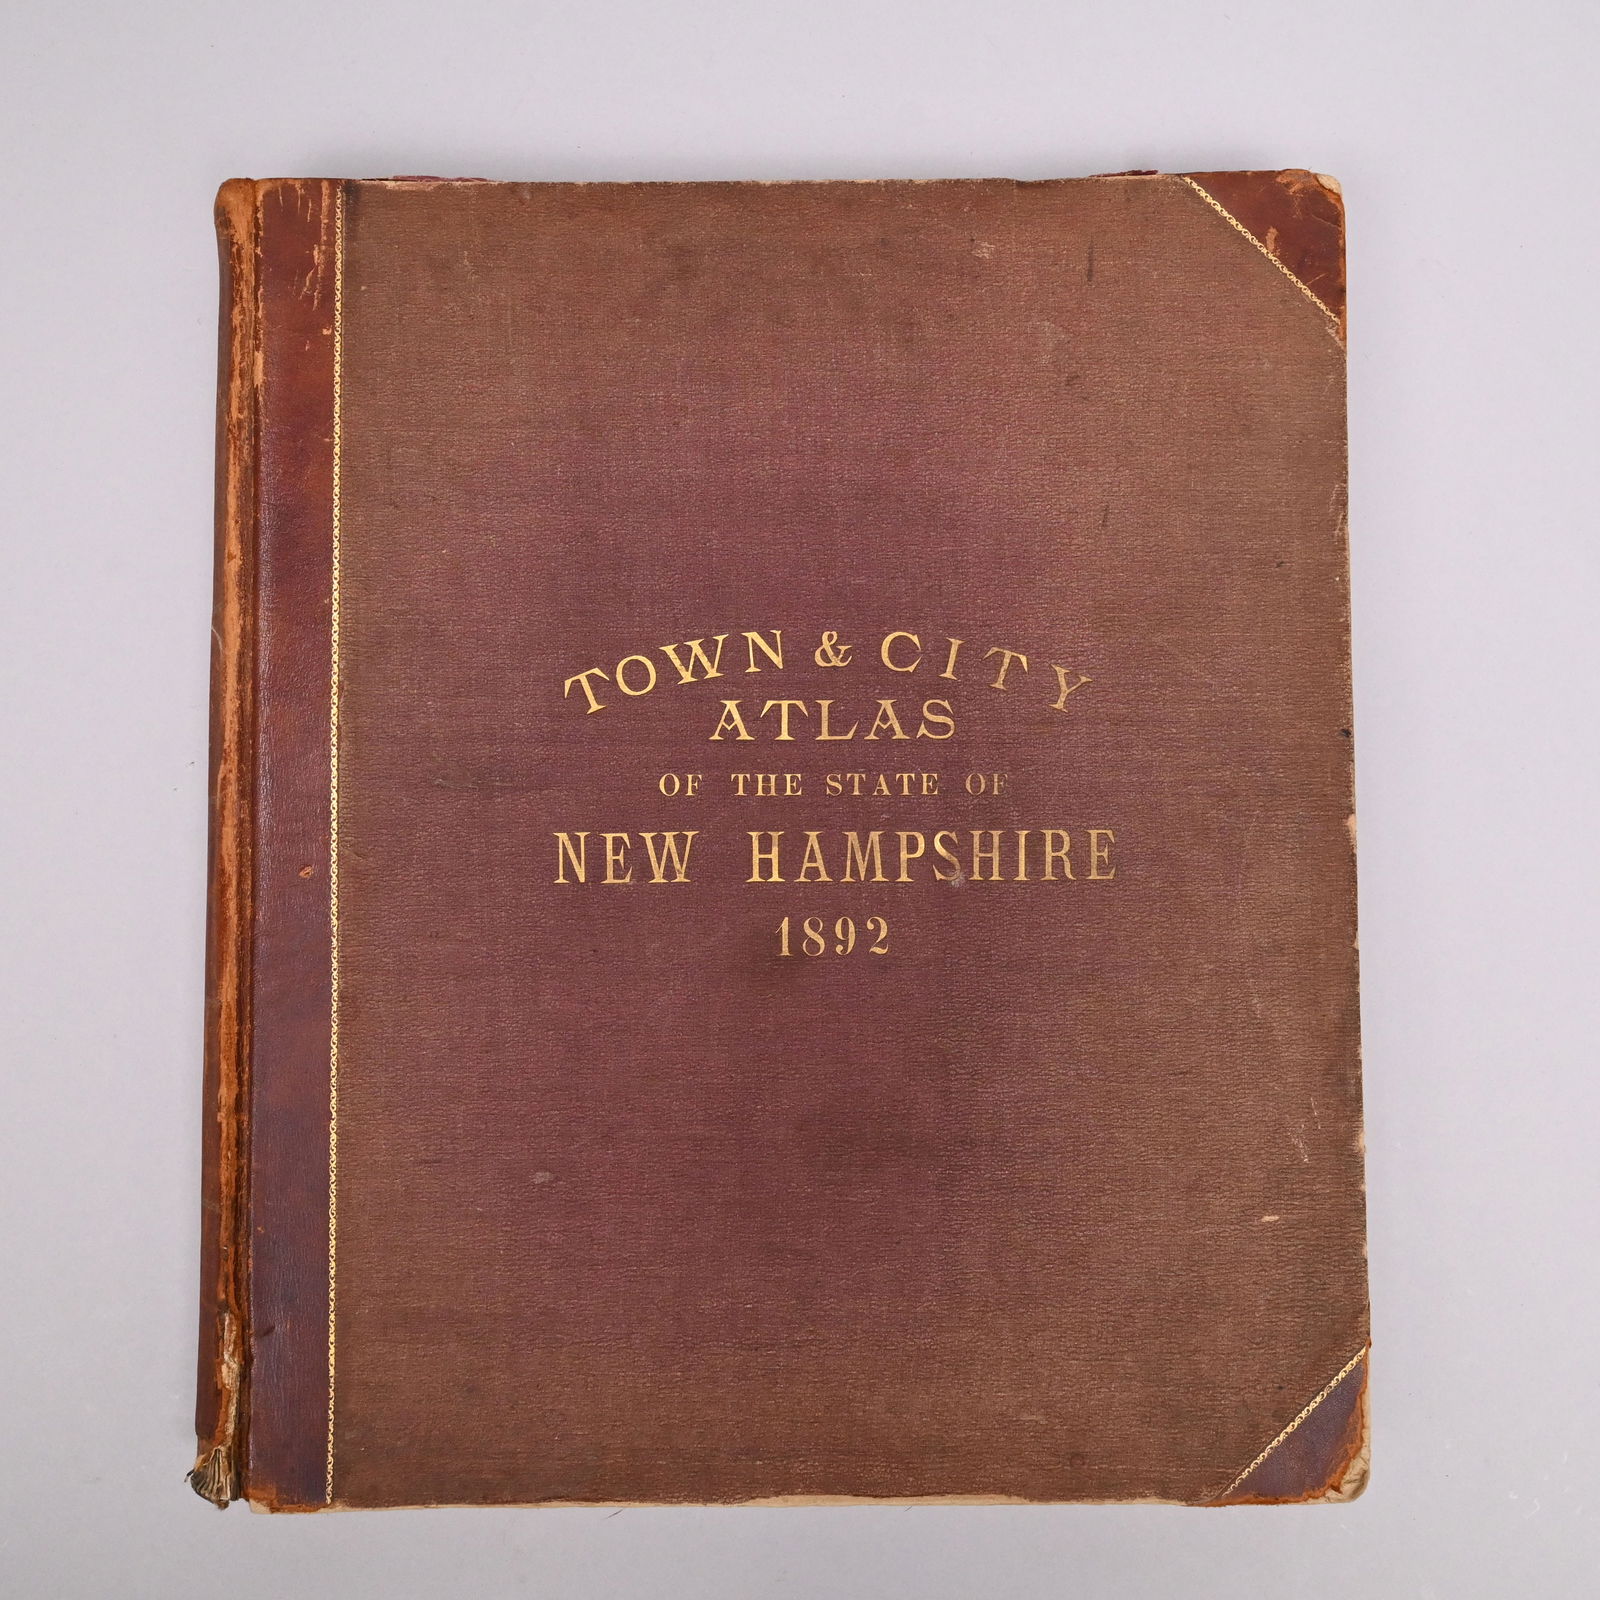 TOWN & CITY
ATLAS
OF THE STATE OF
NEW HAMPSHIRE
1892